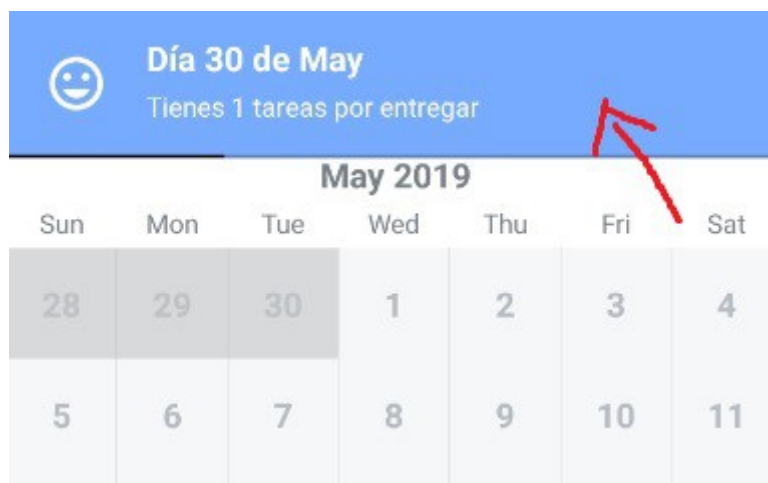 Día 30 de May
Tienes 1 tareas por entregar
May 2019
Sun Mon Tue Wed Thu Fri Sat
28 29 30 1 2 3 4
5 6 7 8 9 10 11